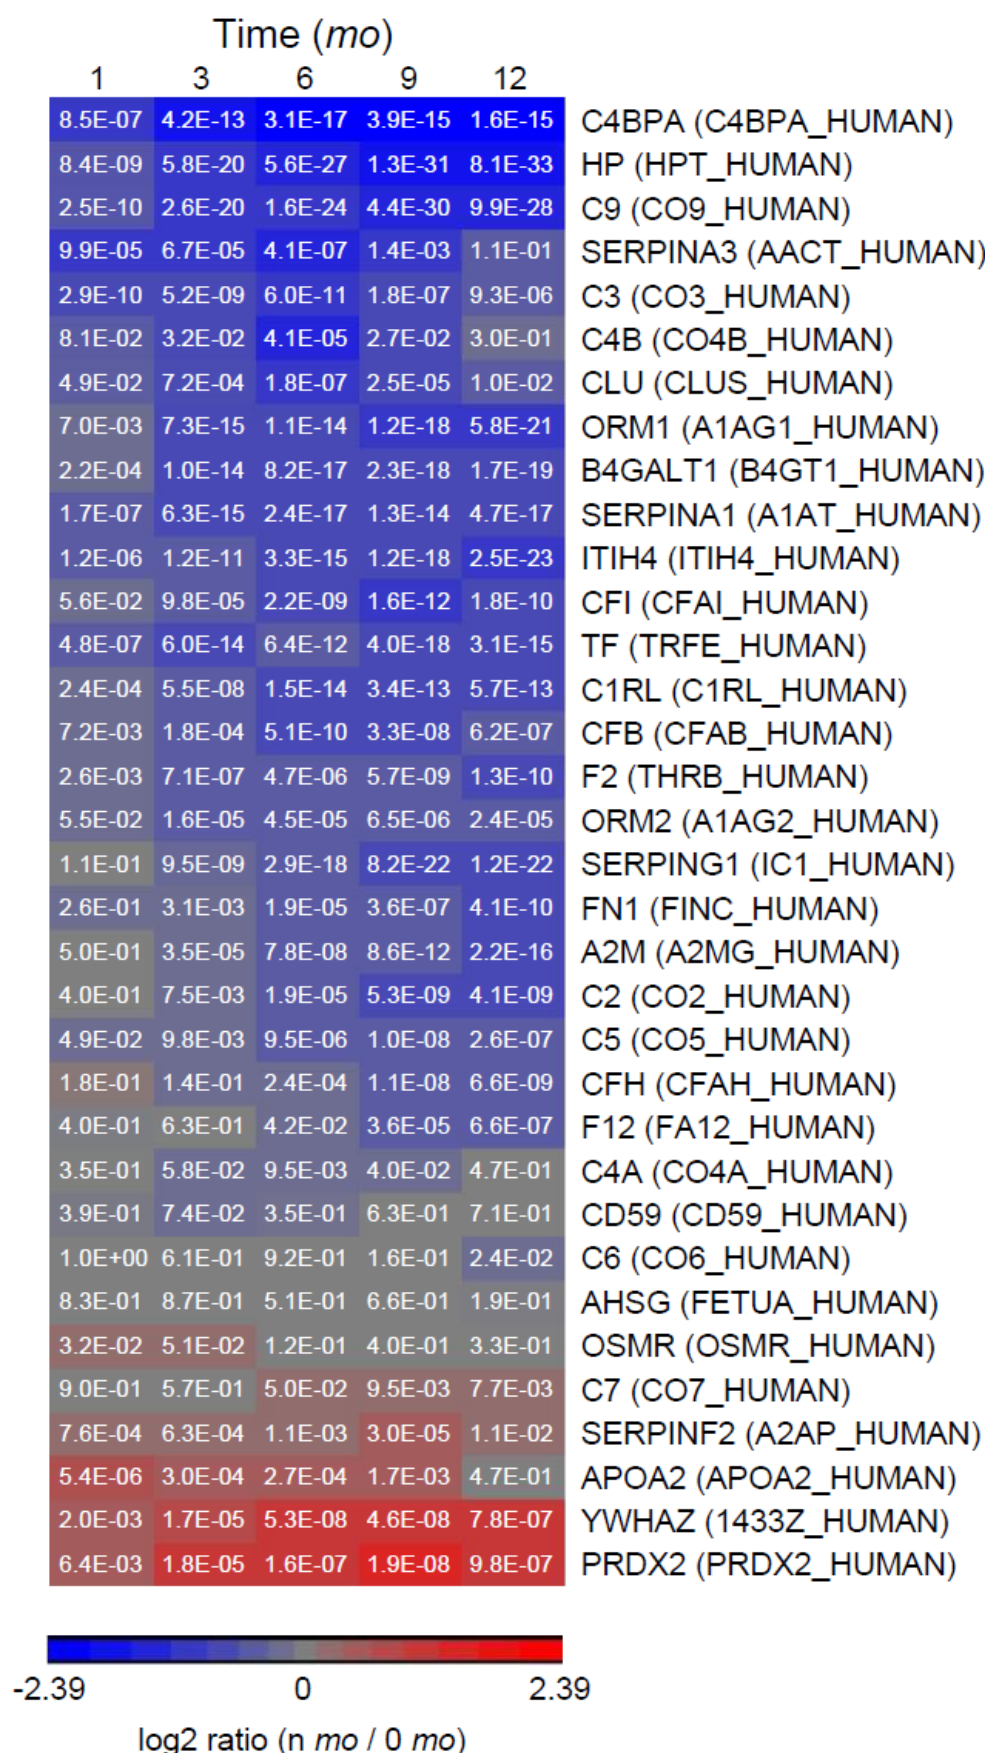 Time (mo)
1 3 6 9 12
8.5E-07 4.2E-13 3.1E-17 3.9E-15 1.6E-15 C4BPA (C4BPA_HUMAN)
8.4E-09 5.8E-20 5.6E-27 1.3E-31 8.1E-33 HP (HPT_HUMAN)
2.5E-10 2.6E-20 1.6E-24 4.4E-30 9.9E-28 C9 (CO9_HUMAN)
9.9E-05 6.7E-05 4.1E-07 1.4E-03 1.1E-01 SERPINA3 (AACT_HUMAN)
2.9E-10 5.2E-09 6.0E-11 1.8E-07 9.3E-06 C3 (CO3_HUMAN)
8.1E-02 3.2E-02 4.1E-05 2.7E-02 3.0E-01 C4B (CO4B_HUMAN)
4.9E-02 7.2E-04 1.8E-07 2.5E-05 1.0E-02 CLU (CLUS_HUMAN)
7.0E-03 7.3E-15 1.1E-14 1.2E-18 5.8E-21 ORM1 (A1AG1_HUMAN)
2.2E-04 1.0E-14 8.2E-17 2.3E-18 1.7E-19 B4GALT1 (B4GT1_HUMAN)
1.7E-07 6.3E-15 2.4E-17 1.3E-14 4.7E-17 SERPINA1 (A1AT_HUMAN)
1.2E-06 1.2E-11 3.3E-15 1.2E-18 2.5E-23 ITIH4 (ITIH4_HUMAN)
5.6E-02 9.8E-05 2.2E-09 1.6E-12 1.8E-10 CFI (CFAI_HUMAN)
4.8E-07 6.0E-14 6.4E-12 4.0E-18 3.1E-15 TF (TRFE_HUMAN)
2.4E-04 5.5E-08 1.5E-14 3.4E-13 5.7E-13 C1RL (C1RL_HUMAN)
7.2E-03 1.8E-04 5.1E-10 3.3E-08 6.2E-07 CFB (CFAB_HUMAN)
2.6E-03 7.1E-07 4.7E-06 5.7E-09 1.3E-10 F2 (THRB_HUMAN)
5.5E-02 1.6E-05 4.5E-05 6.5E-06 2.4E-05 ORM2 (A1AG2_HUMAN)
1.1E-01 9.5E-09 2.9E-18 8.2E-22 1.2E-22 SERPING1 (IC1_HUMAN)
2.6E-01 3.1E-03 1.9E-05 3.6E-07 4.1E-10 FN1 (FINC_HUMAN)
5.0E-01 3.5E-05 7.8E-08 8.6E-12 2.2E-16 A2M (A2MG_HUMAN)
4.0E-01 7.5E-03 1.9E-05 5.3E-09 4.1E-09 C2 (CO2_HUMAN)
4.9E-02 9.8E-03 9.5E-06 1.0E-08 2.6E-07 C5 (CO5_HUMAN)
1.8E-01 1.4E-01 2.4E-04 1.1E-08 6.6E-09 CFH (CFAH_HUMAN)
4.0E-01 6.3E-01 4.2E-02 3.6E-05 6.6E-07 F12 (FA12_HUMAN)
3.5E-01 5.8E-02 9.5E-03 4.0E-02 4.7E-01 C4A (CO4A_HUMAN)
3.9E-01 7.4E-02 3.5E-01 6.3E-01 7.1E-01 CD59 (CD59_HUMAN)
1.0E+00 6.1E-01 9.2E-01 1.6E-01 2.4E-02 C6 (CO6_HUMAN)
8.3E-01 8.7E-01 5.1E-01 6.6E-01 1.9E-01 AHSG (FETUA_HUMAN)
3.2E-02 5.1E-02 1.2E-01 4.0E-01 3.3E-01 OSMR (OSMR_HUMAN)
9.0E-01 5.7E-01 5.0E-02 9.5E-03 7.7E-03 C7 (CO7_HUMAN)
7.6E-04 6.3E-04 1.1E-03 3.0E-05 1.1E-02 SERPINF2 (A2AP_HUMAN)
5.4E-06 3.0E-04 2.7E-04 1.7E-03 4.7E-01 APOA2 (APOA2_HUMAN)
2.0E-03 1.7E-05 5.3E-08 4.6E-08 7.8E-07 YWHAZ (1433Z_HUMAN)
6.4E-03 1.8E-05 1.6E-07 1.9E-08 9.8E-07 PRDX2 (PRDX2_HUMAN)
-2.39 0 2.39
log2 ratio (n mo / 0 mo)